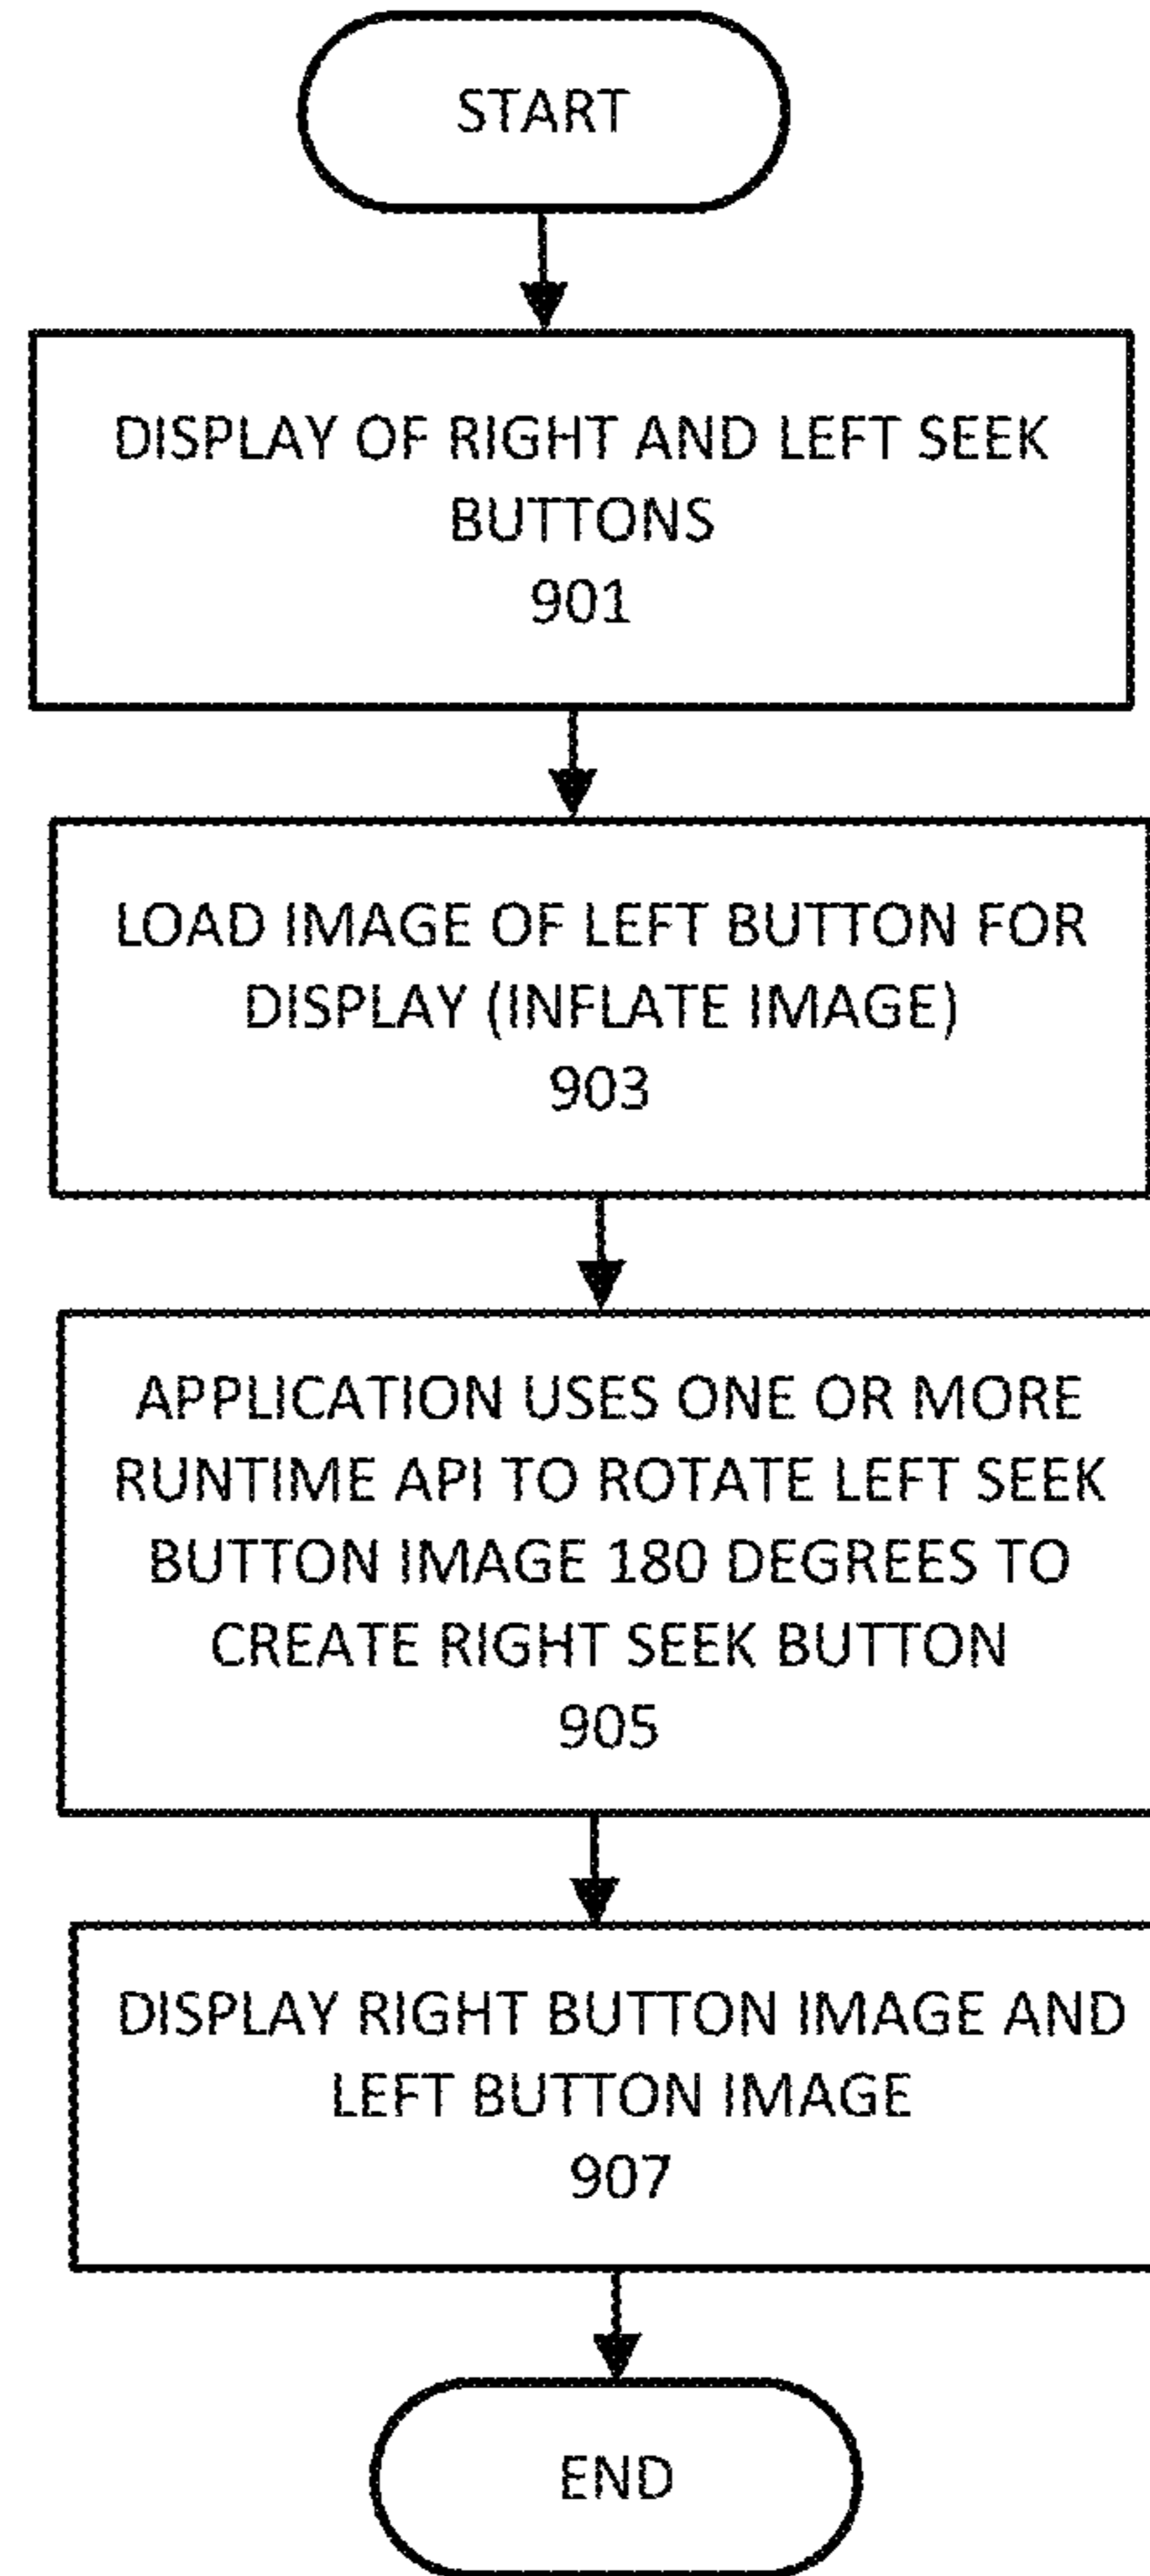 START
DISPLAY OF RIGHT AND LEFT SEEK
BUTTONS
901
LOAD IMAGE OF LEFT BUTTON FOR
DISPLAY (INFLATE IMAGE)
903
APPLICATION USES ONE OR MORE
RUNTIME API TO ROTATE LEFT SEEK
BUTTON IMAGE 180 DEGREES TO
CREATE RIGHT SEEK BUTTON
905
DISPLAY RIGHT BUTTON IMAGE AND
LEFT BUTTON IMAGE
907
END